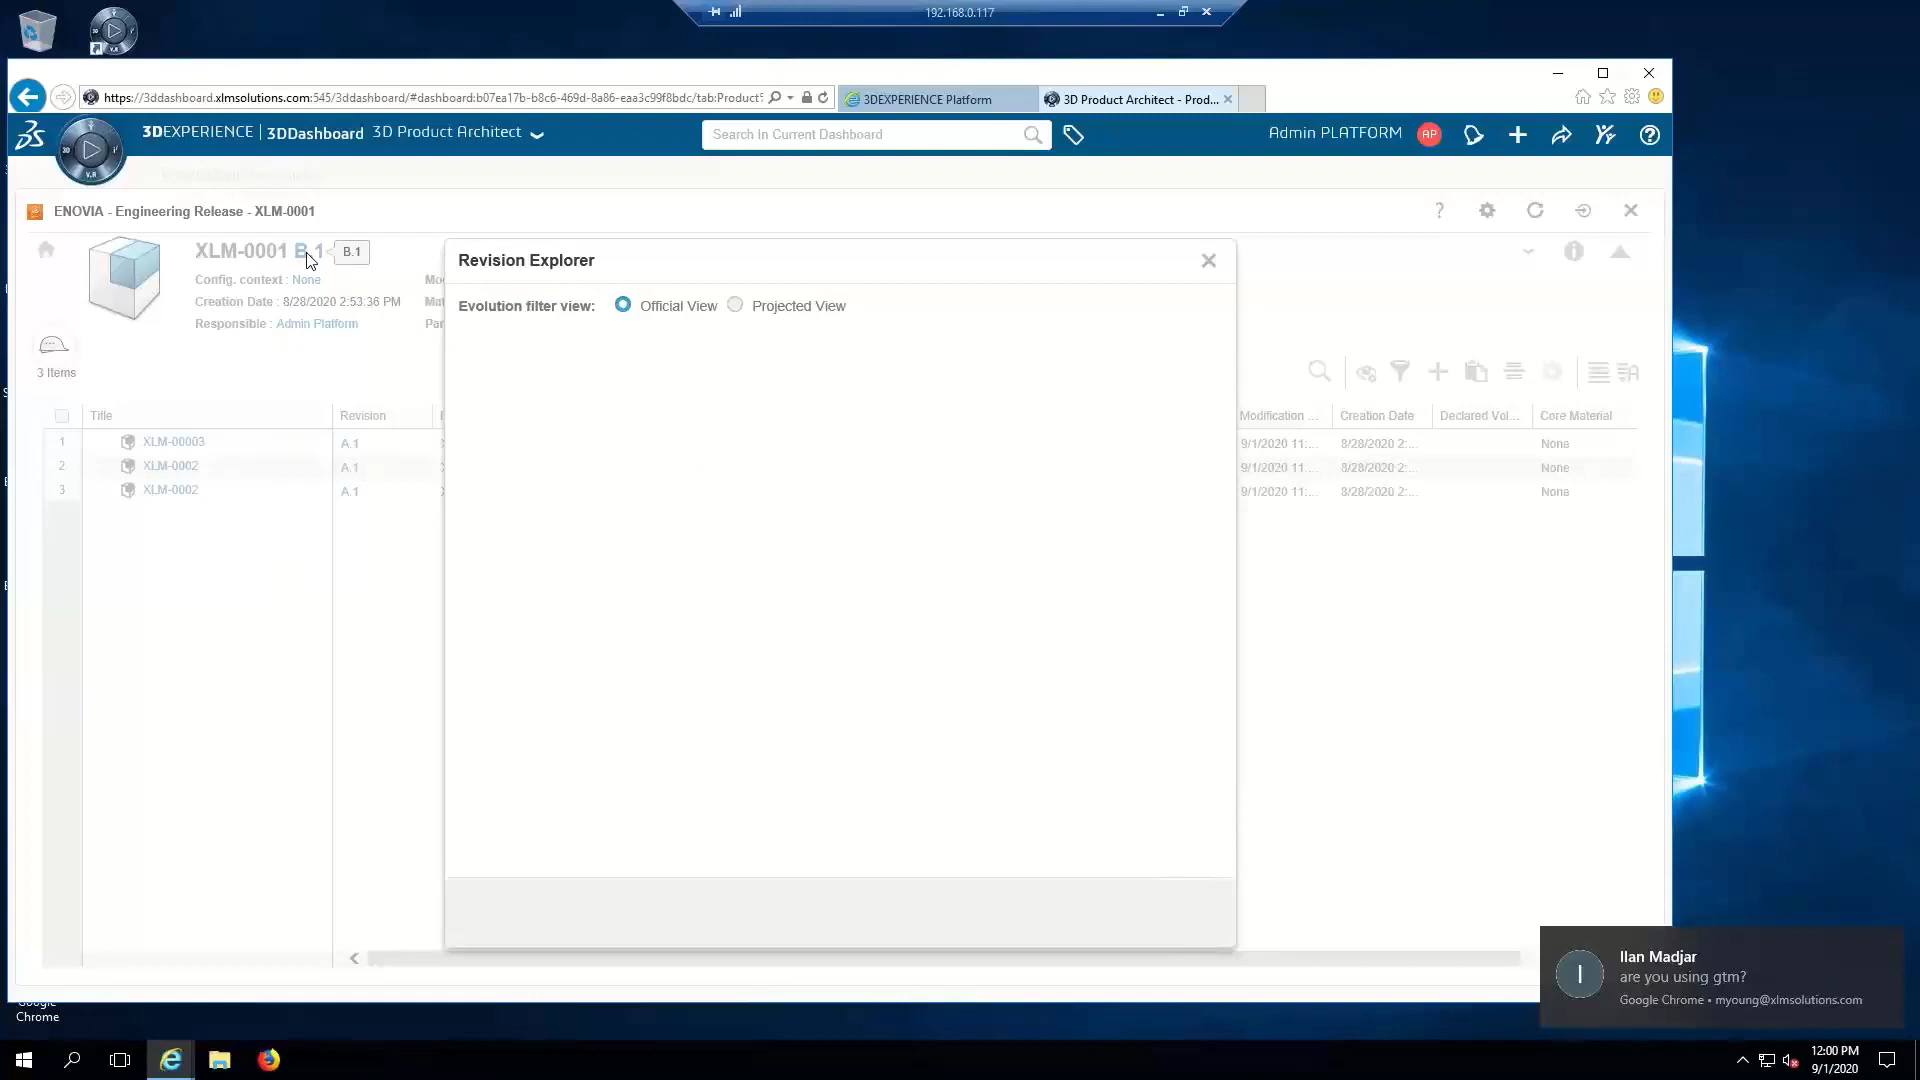 192.168.0.117
https://3ddashboard.xlmsolutions.com:545/3ddashboard/#dashboard:b07ea17b-b8c6-469d-8a86-eaa3c99f8bdc/tab:Product
3DEXPERIENCE Platform
3D Product Architect - Prod...
3DEXPERIENCE | 3DDashboard 3D Product Architect
Search In Current Dashboard
Admin PLATFORM
AP
3D
V.R
ENOVIA - Engineering Release - XLM-0001
XLM-0001 B.1
B.1
Config. context : None
Creation Date : 8/28/2020 2:53:36 PM
Responsible : Admin Platform
3 Items
Revision Explorer
Evolution filter view: Official View Projected View
Title Revision Modification ... Creation Date Declared Vol... Core Material
1 XLM-00003 A.1 9/1/2020 11:... 8/28/2020 2:... None
2 XLM-0002 A.1 9/1/2020 11:... 8/28/2020 2:... None
3 XLM-0002 A.1 9/1/2020 11:... 8/28/2020 2:... None
I
Ilan Madjar
are you using gtm?
Google Chrome • myoung@xlmsolutions.com
Google
Chrome
12:00 PM
9/1/2020